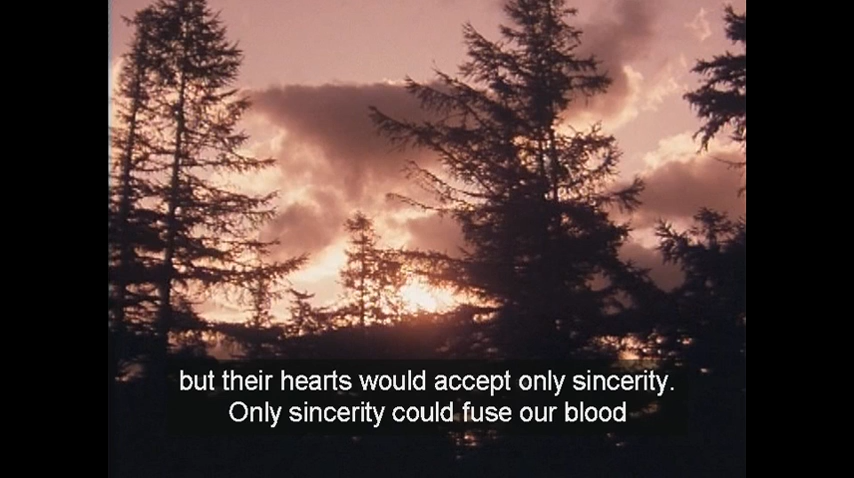 but their hearts would accept only sincerity.
Only sincerity could fuse our blood